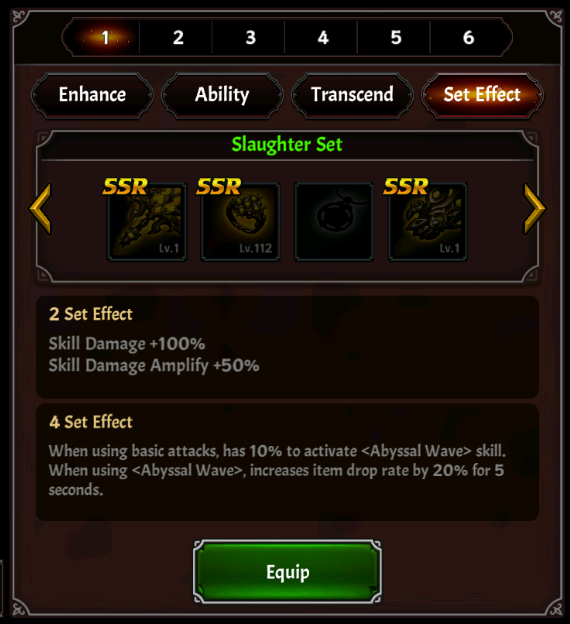 1 2 3 4 5 6
Enhance Ability Transcend Set Effect
Slaughter Set
SSR SSR SSR
Lv.1 Lv.112 Lv.1
2 Set Effect
Skill Damage +100%
Skill Damage Amplify +50%
4 Set Effect
When using basic attacks, has 10% to activate <Abyssal Wave> skill.
When using <Abyssal Wave>, increases item drop rate by 20% for 5
seconds.
Equip